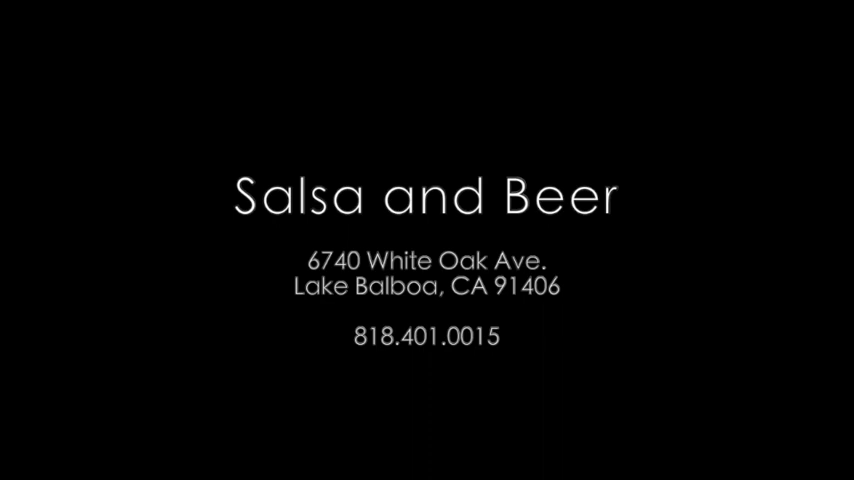 Salsa and Beer
6740 White Oak Ave.
Lake Balboa, CA 91406
818.401.0015